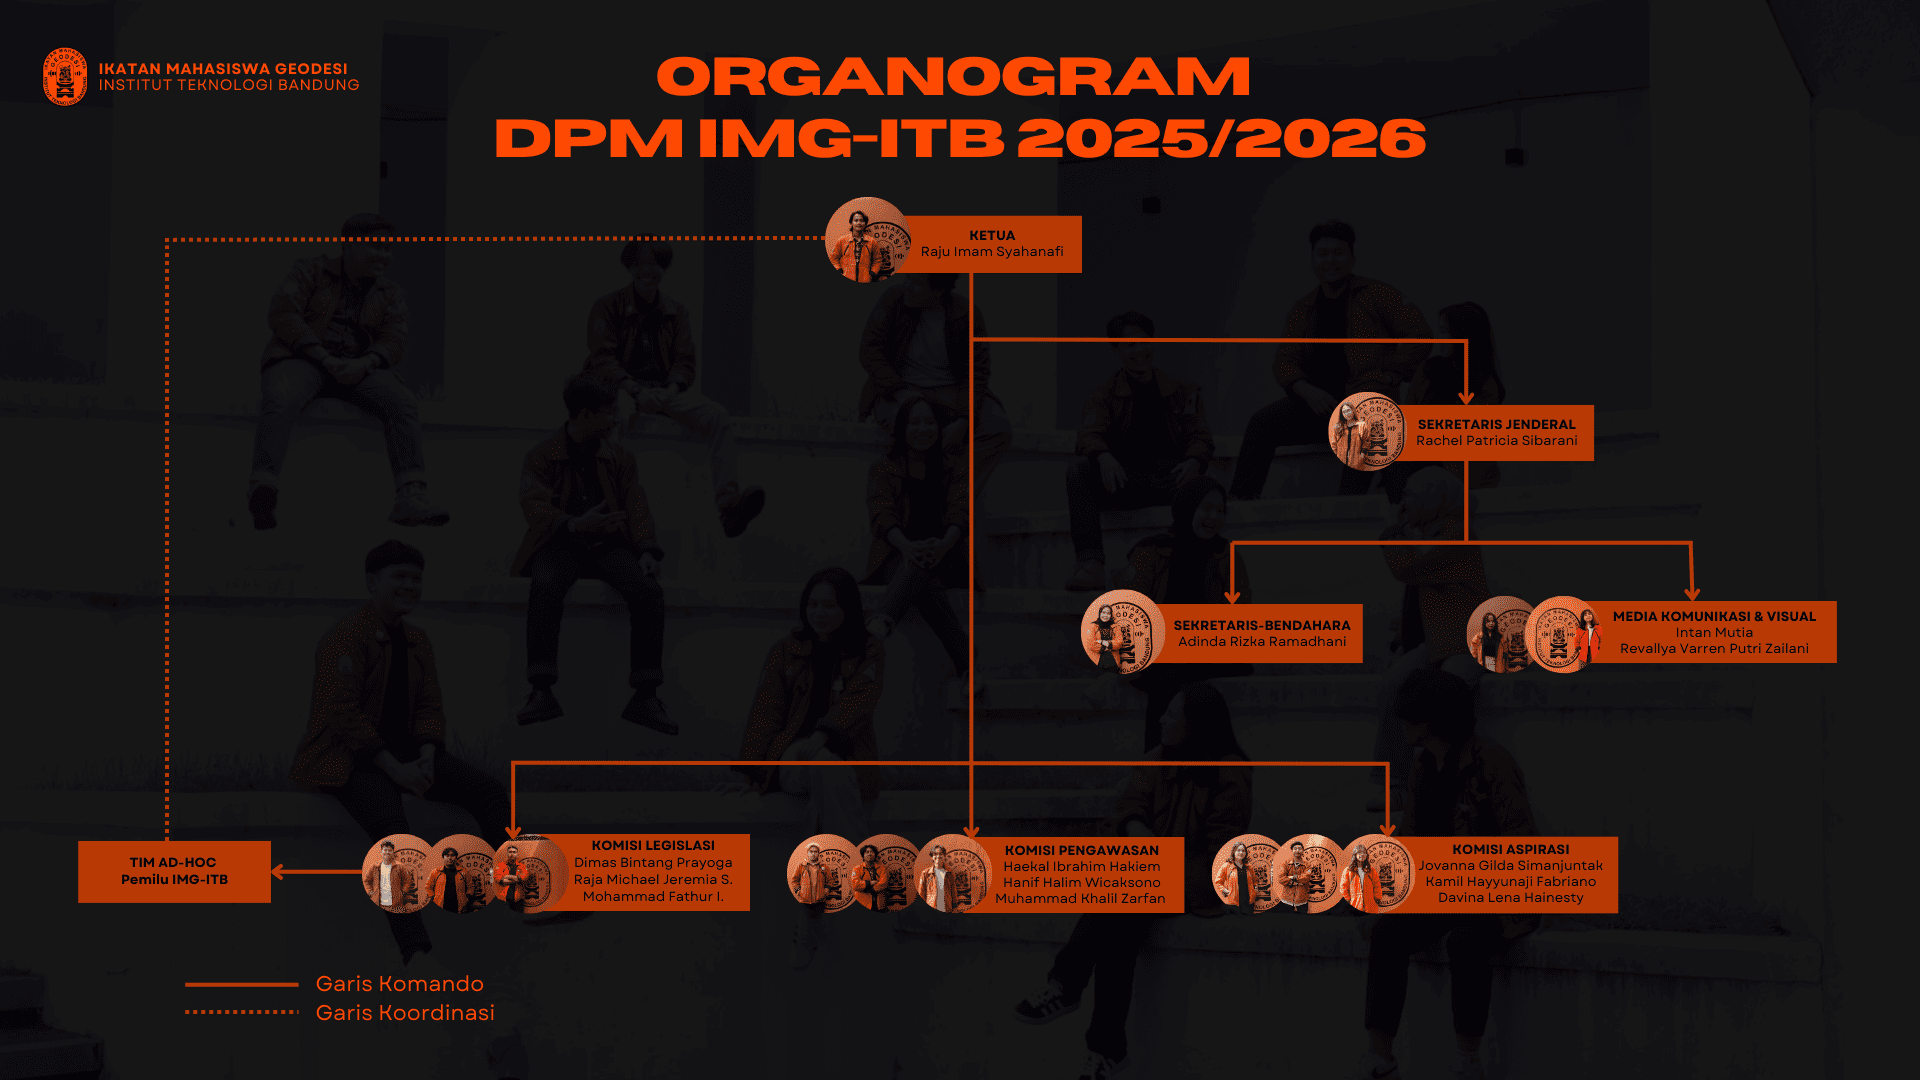 IKATAN MAHASISWA GEODESI
INSTITUT TEKNOLOGI BANDUNG
ORGANOGRAM
DPM IMG-ITB 2025/2026
KETUA
Raju Imam Syahanafi
SEKRETARIS JENDERAL
Rachel Patricia Sibarani
SEKRETARIS-BENDAHARA
Adinda Rizka Ramadhani
MEDIA KOMUNIKASI & VISUAL
Intan Mutia
Revallya Varren Putri Zailani
TIM AD-HOC
Pemilu IMG-ITB
KOMISI LEGISLASI
Dimas Bintang Prayoga
Raja Michael Jeremia S.
Mohammad Fathur I.
KOMISI PENGAWASAN
Haekal Ibrahim Hakiem
Hanif Halim Wicaksono
Muhammad Khalil Zarfan
KOMISI ASPIRASI
Jovanna Gilda Simanjuntak
Kamil Hayyunaji Fabriano
Davina Lena Hainesty
Garis Komando
Garis Koordinasi